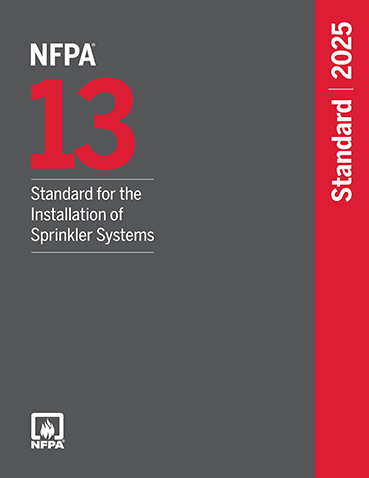 NFPA®
13
Standard for the
Installation of
Sprinkler Systems
Standard | 2025
NFPA